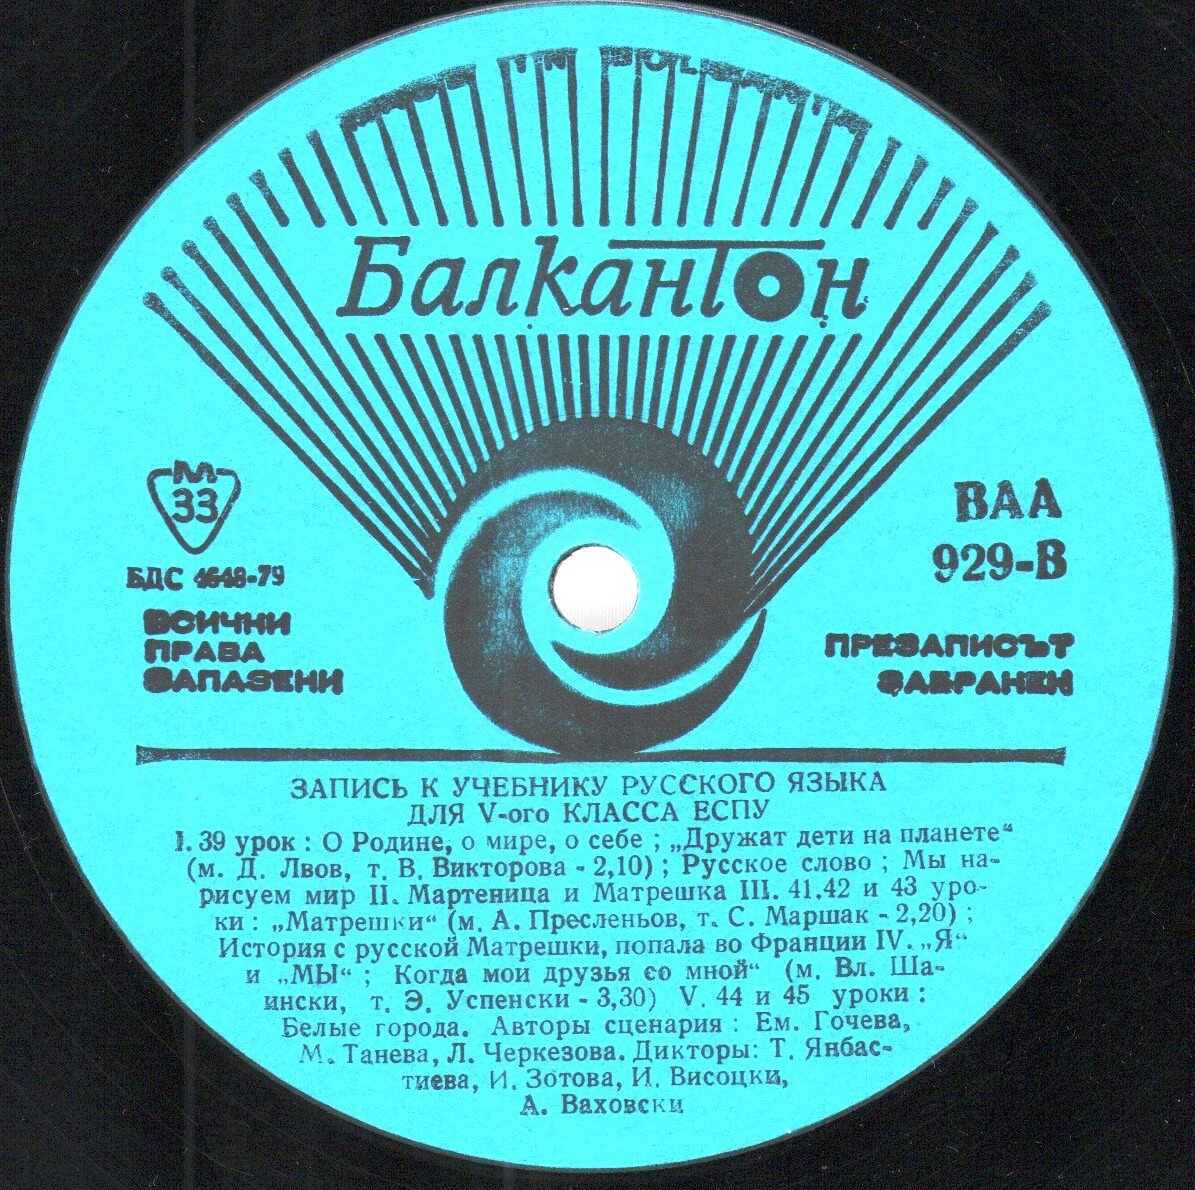 IN BUL
Балкантон
М
33
БДС 4648-79
ВСИЧНИ
ПРАВА
ЗАПАЗЕНИ
ВАА
929-В
ПРЕЗАПИСЪТ
ЗАБРАНЕН
ЗАПИСЬ К УЧЕБНИКУ РУССКОГО ЯЗЫКА
ДЛЯ V-ого КЛАССА ЕСПУ
I. 39 урок : О Родине, о мире, о себе ; „Дружат дети на планете“
(м. Д. Лвов, т. В. Викторова - 2,10) ; Русское слово ; Мы на-
рисуем мир II. Мартеница и Матрешка III. 41.42 и 43 уро-
ки : „Матрешки“ (м. А. Пресленьов, т. С. Маршак - 2,20) ;
История с русской Матрешки, попала во Франции IV. „Я“
и „МЫ“ ; Когда мои друзья со мной“ (м. Вл. Ша-
ински, т. Э. Успенски - 3,30) V. 44 и 45 уроки :
Белые города. Авторы сценария : Ем. Гочева,
М. Танева, Л. Черкезова. Дикторы: Т. Янбас-
тиева, И. Зотова, И. Висоцки,
А. Ваховски